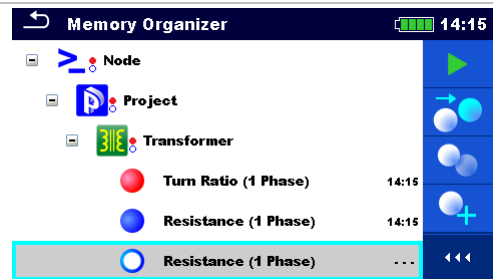 Memory Organizer 14:15
Node
Project
Transformer
Turn Ratio (1 Phase) 14:15
Resistance (1 Phase) 14:15
Resistance (1 Phase) ---